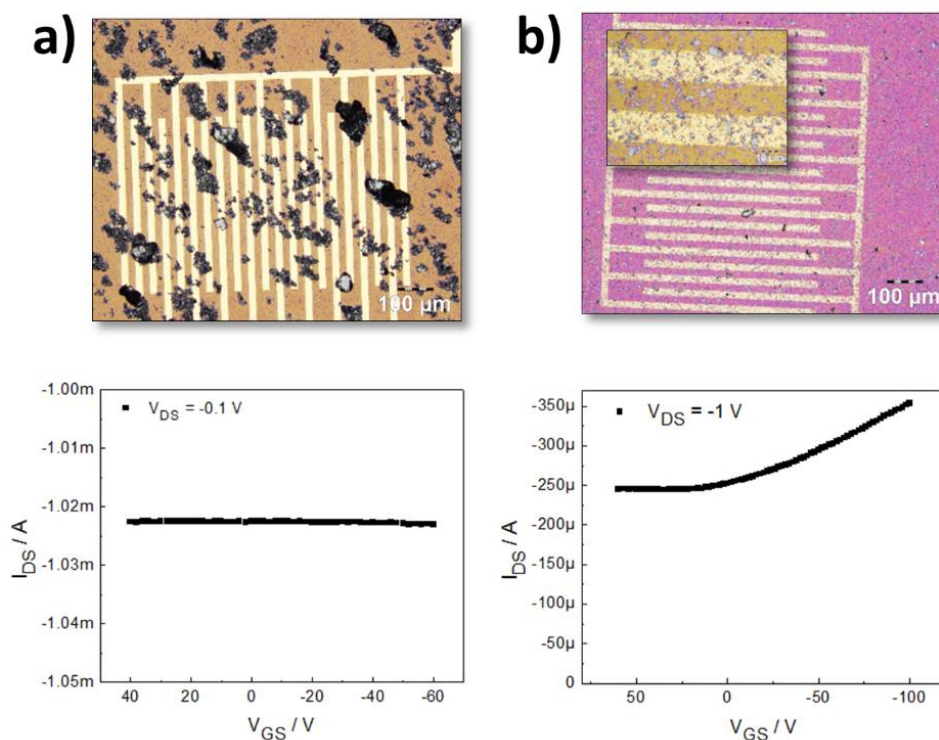 a)
100 µm
-1.00m
-1.01m
-1.02m
-1.03m
-1.04m
-1.05m
I_DS / A
V_DS = -0.1 V
40 20 0 -20 -40 -60
V_GS / V
b)
10 µm
100 µm
-350µ
-300µ
-250µ
-200µ
-150µ
-100µ
-50µ
0
I_DS / A
V_DS = -1 V
50 0 -50 -100
V_GS / V